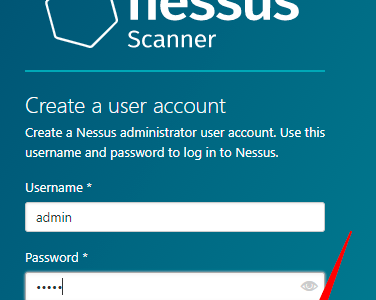 nessus
Scanner
Create a user account
Create a Nessus administrator user account. Use this
username and password to log in to Nessus.
Username *
admin
Password *
•••••